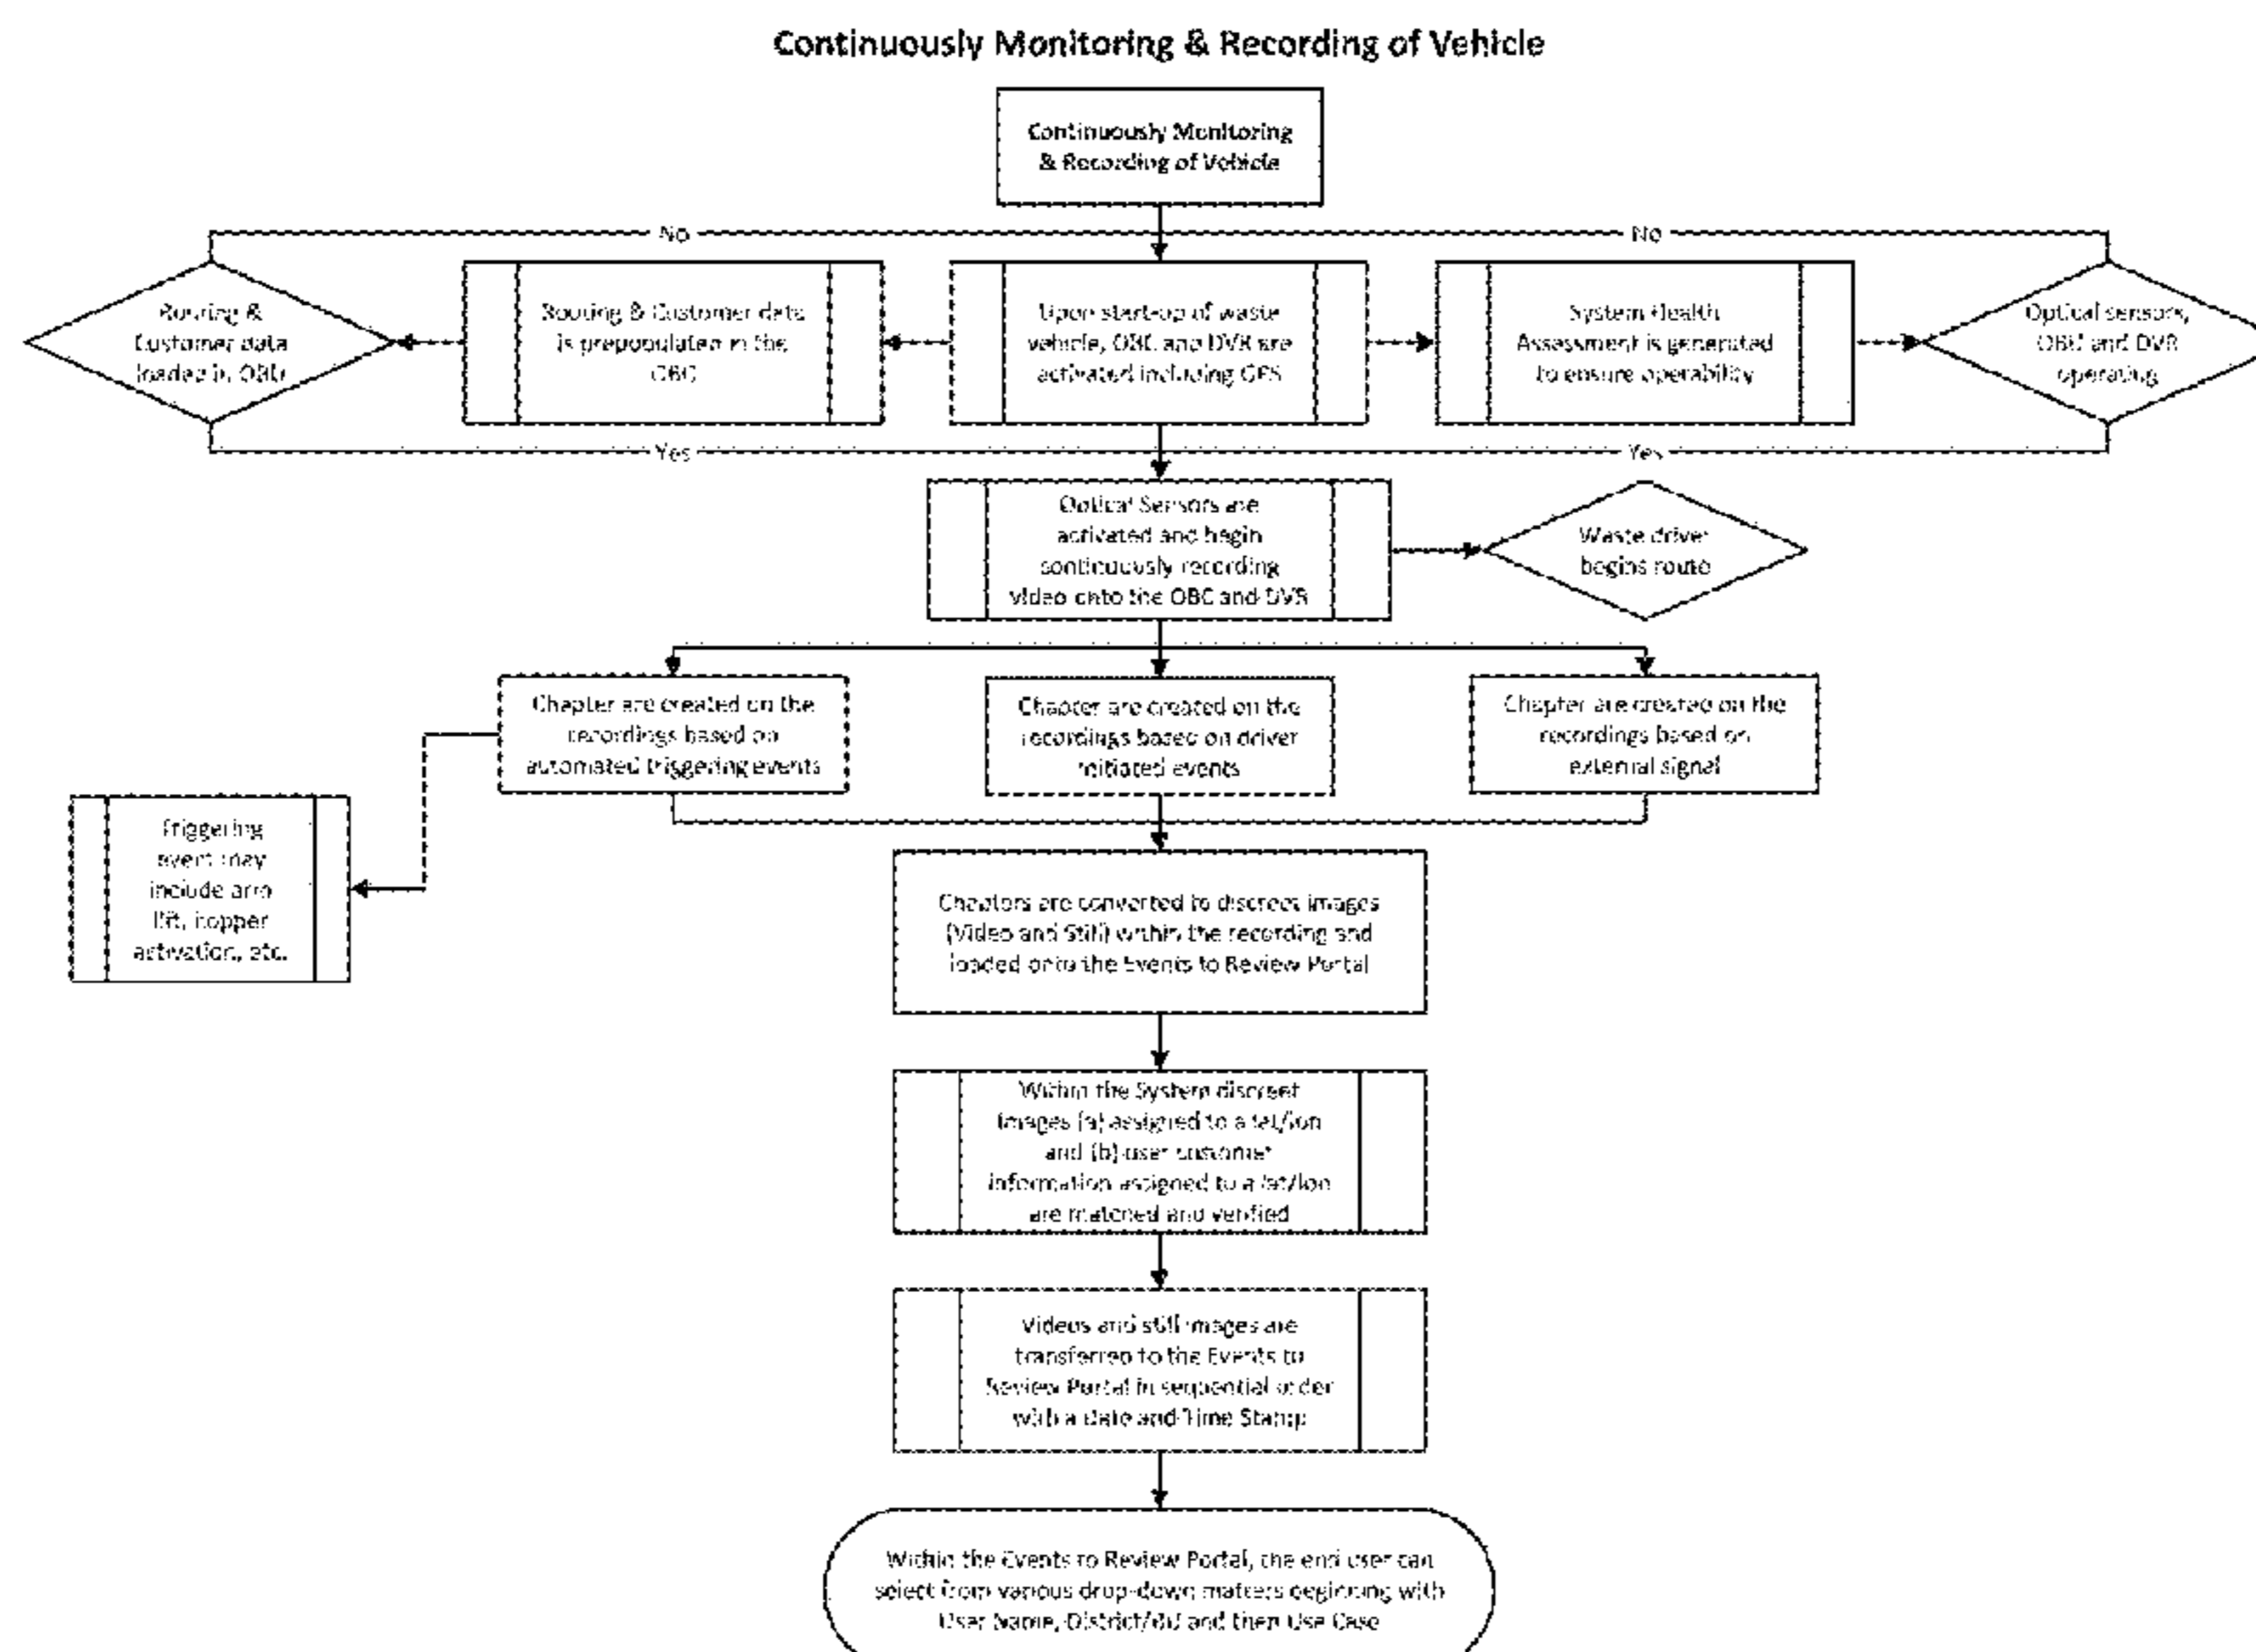 Continuously Monitoring & Recording of Vehicle
Continuously Monitoring
& Recording of Vehicle
No
No
Routing &
Customer data
loaded in
Routing & Customer data
is prepopulated in the
OBC
Upon start-up of waste
vehicle, OBC and DVR are
activated including GPS
System Health
Assessment is generated
to ensure operability
Optical sensors,
and DVR
operating
Yes
Yes
Optical Sensors are
activated and begin
continuously recording
video onto the OBC and DVR
Waste driver
begins route
Chapter are created on the
recordings based on
automated triggering events
Chapter are created on the
recordings based on driver
initiated events
Chapter are created on the
recordings based on
external signal
Triggering
event may
include arm
lift, hopper
activation, etc.
Chapters are converted to discreet images
(Video and Still) within the recording and
loaded onto the Events to Review Portal
Within the System discreet
images (a) assigned to a lat/lon
and (b) user customer
information assigned to a lat/lon
are matched and verified
Videos and still images are
transferred to the Events to
Review Portal in sequential order
with a Date and Time Stamp
Within the Events to Review Portal, the end user can
select from various drop-down matters beginning with
User Name, District/BU and then Use Case